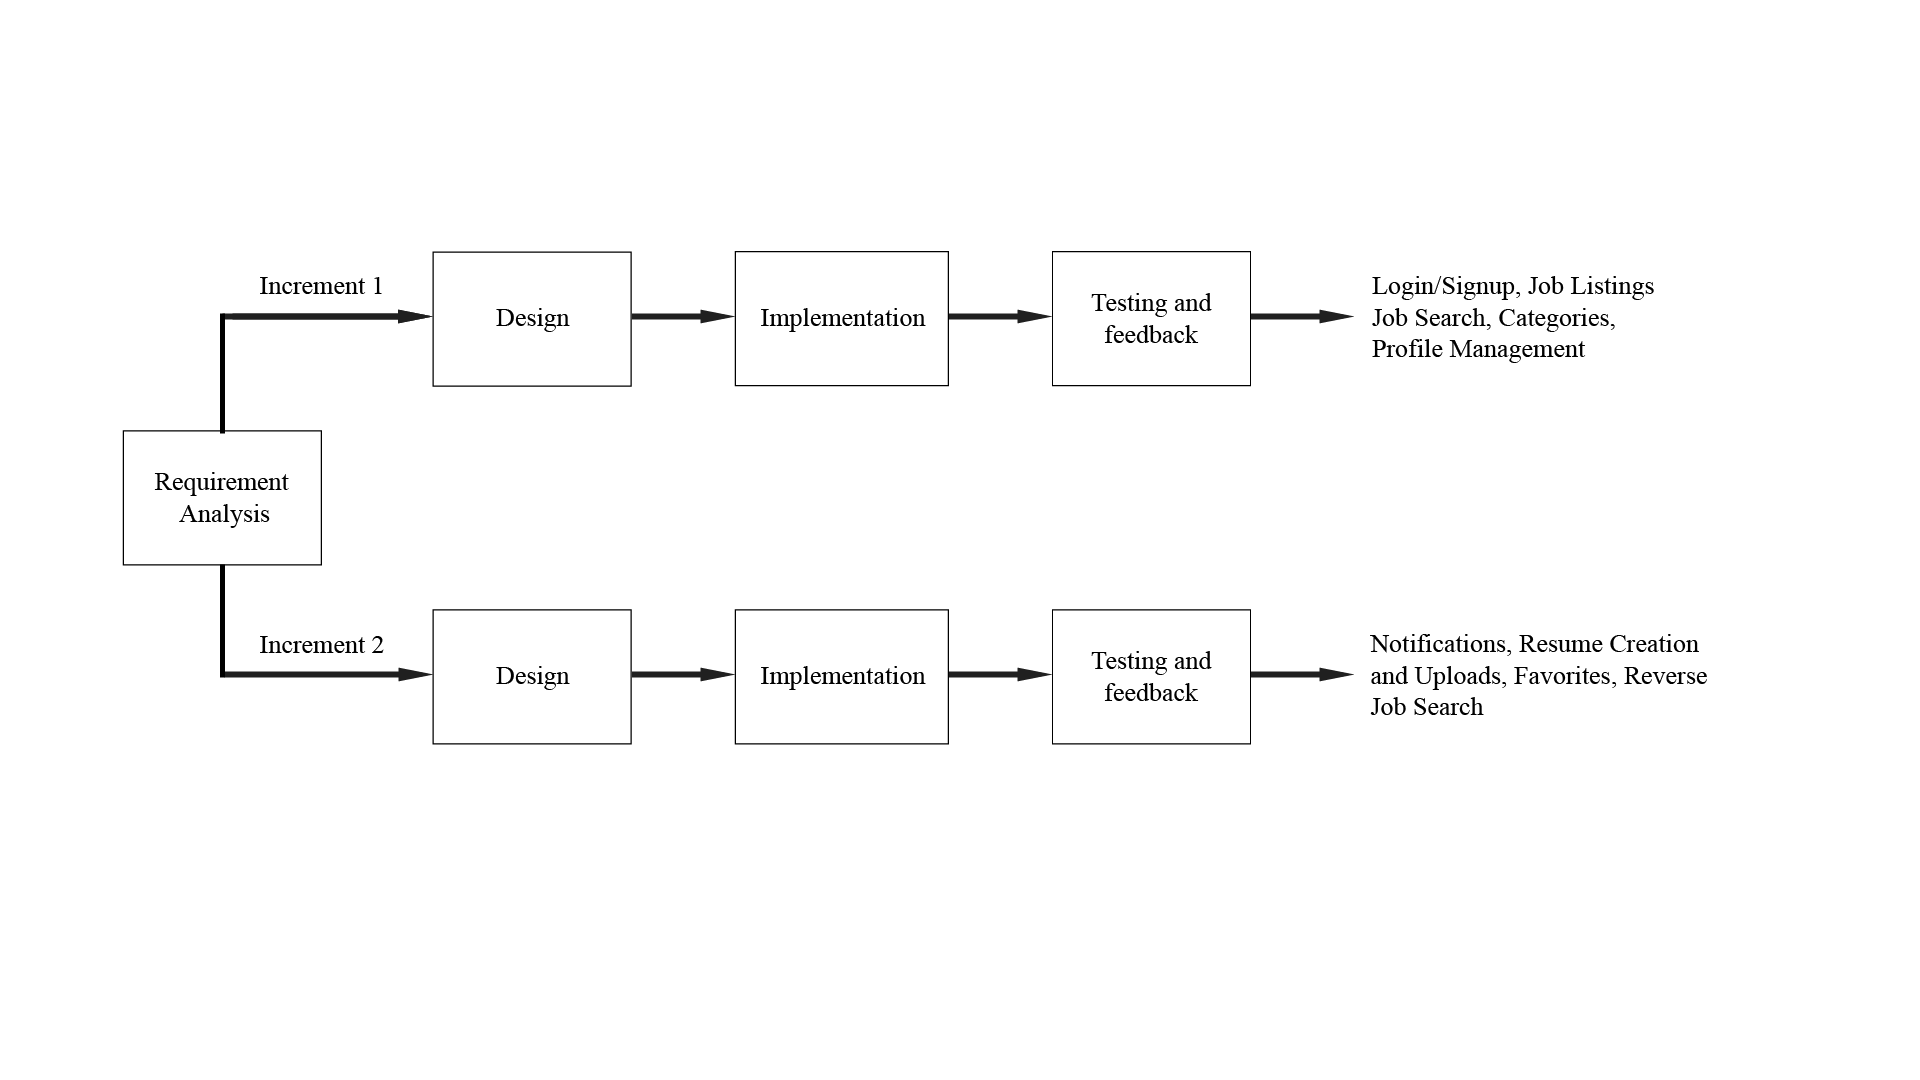 Increment 1
Design
Implementation
Testing and
feedback
Login/Signup, Job Listings
Job Search, Categories,
Profile Management
Requirement
Analysis
Increment 2
Design
Implementation
Testing and
feedback
Notifications, Resume Creation
and Uploads, Favorites, Reverse
Job Search